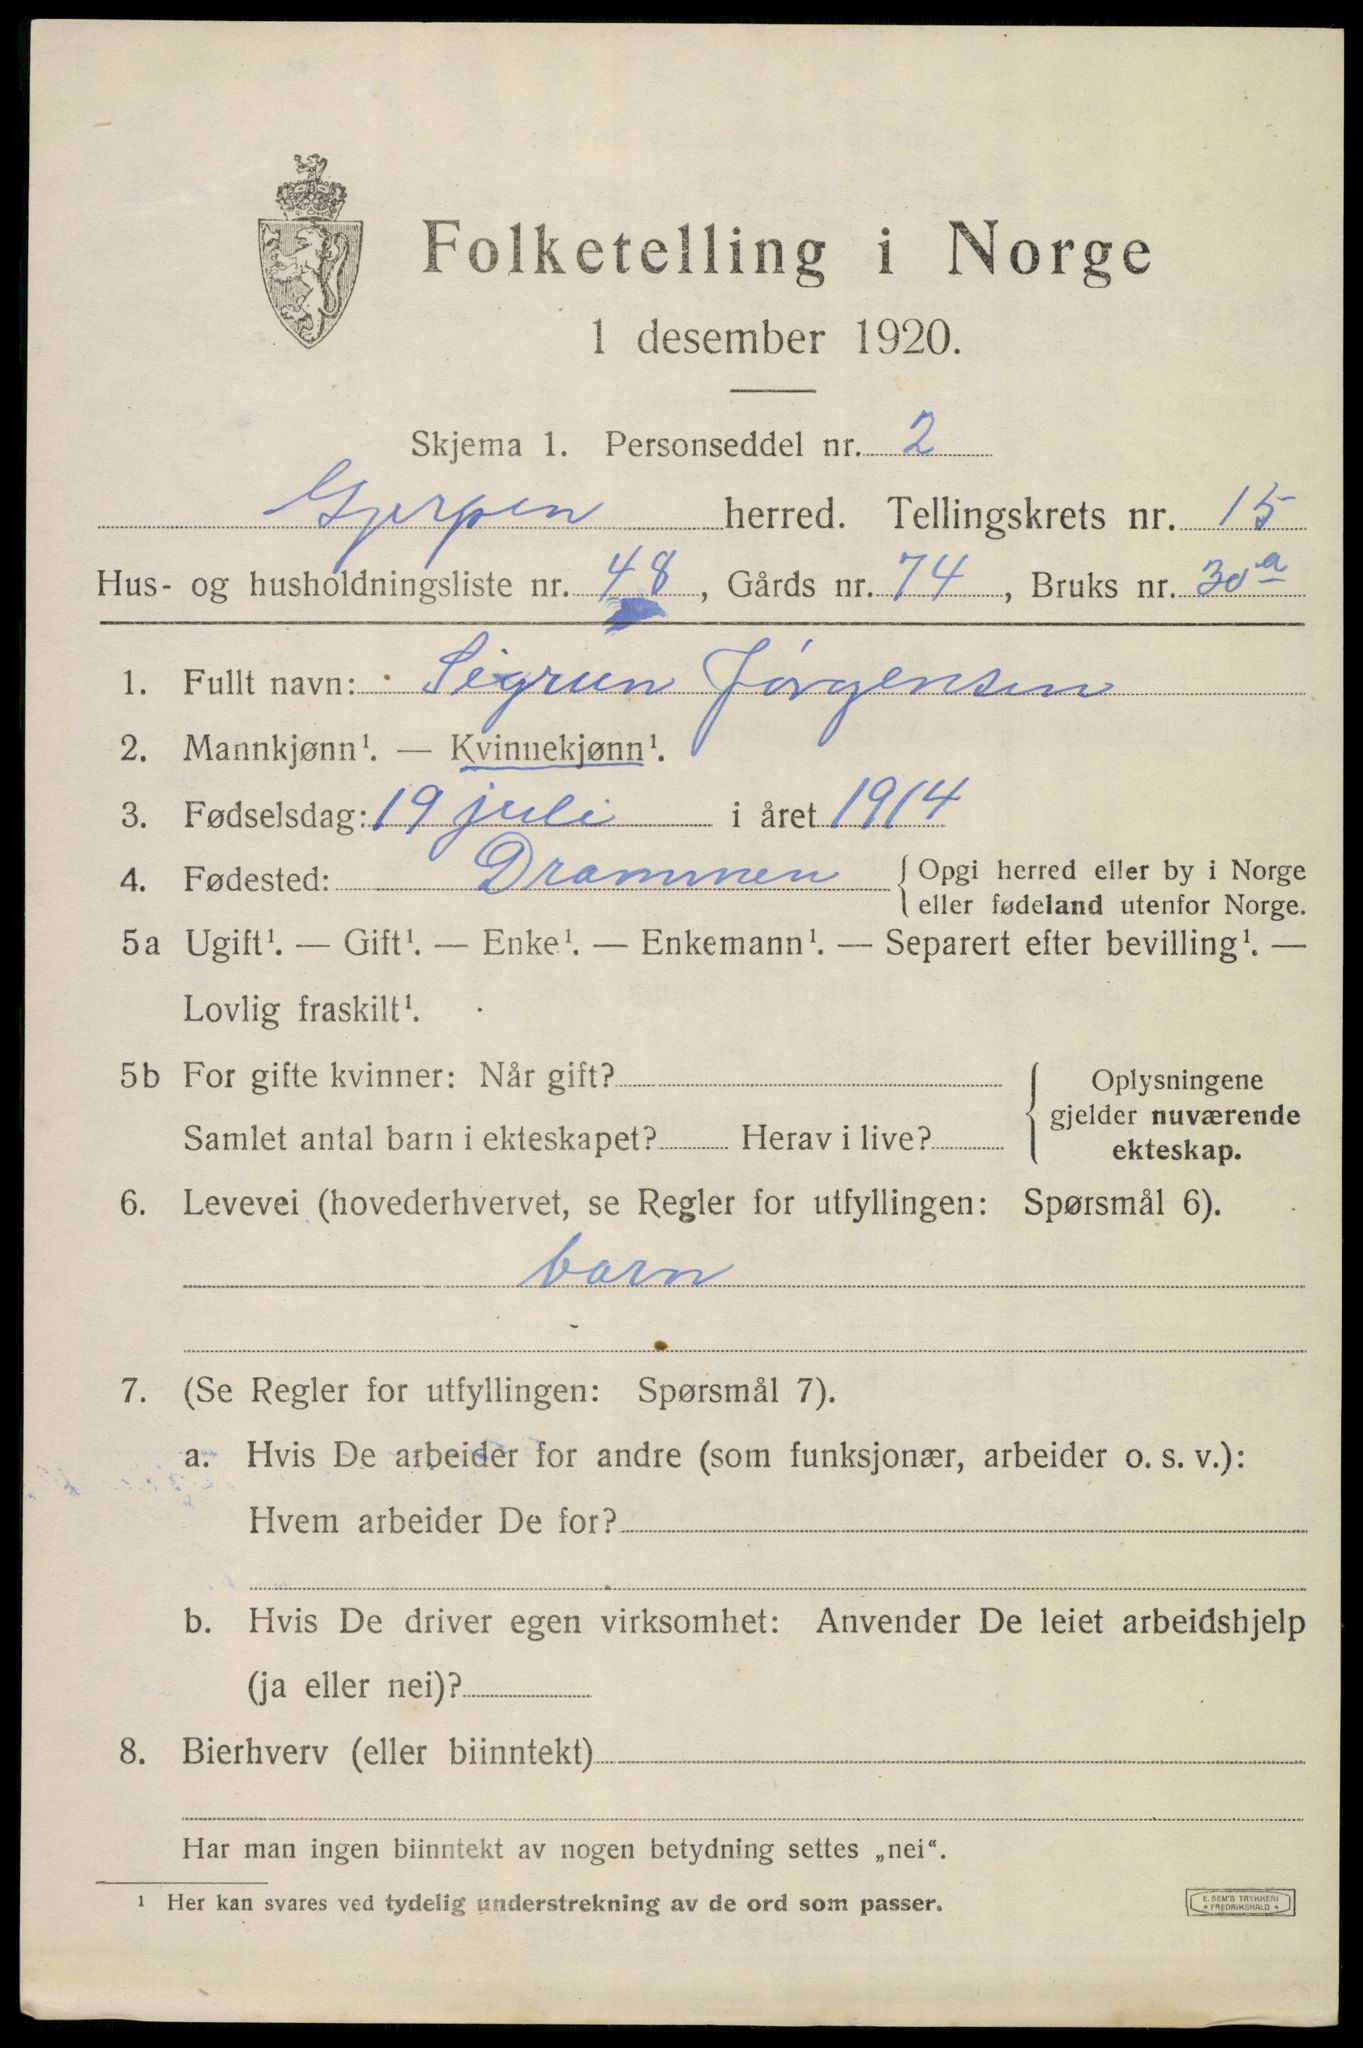 Folketelling i Norge
1 desember 1920.
Skjema 1. Personseddel nr. 2
Gjerpen herred. Tellingskrets nr. 15
Hus- og husholdningsliste nr. 48, Gårds nr. 74, Bruks nr. 30a
1. Fullt navn: Sigrun Jørgensen
2. Mannkjønn¹. — Kvinnekjønn¹.
3. Fødselsdag: 19 juli i året 1914
4. Fødested: Drammen { Opgi herred eller by i Norge
eller fødeland utenfor Norge.
5a Ugift¹. — Gift¹. — Enke¹. — Enkemann¹. — Separert efter bevilling¹. —
Lovlig fraskilt¹.
5b For gifte kvinner: Når gift?
Samlet antal barn i ekteskapet? Herav i live?
Oplysningene
gjelder nuværende
ekteskap.
6. Levevei (hovederhvervet, se Regler for utfyllingen: Spørsmål 6).
barn
7. (Se Regler for utfyllingen: Spørsmål 7).
a. Hvis De arbeider for andre (som funksjonær, arbeider o. s. v.):
Hvem arbeider De for?
b. Hvis De driver egen virksomhet: Anvender De leiet arbeidshjelp
(ja eller nei)?
8. Bierhverv (eller biinntekt)
Har man ingen biinntekt av nogen betydning settes „nei“.
¹ Her kan svares ved tydelig understrekning av de ord som passer.
E. SEM'S TRYKKERI
* FREDRIKSHALD *